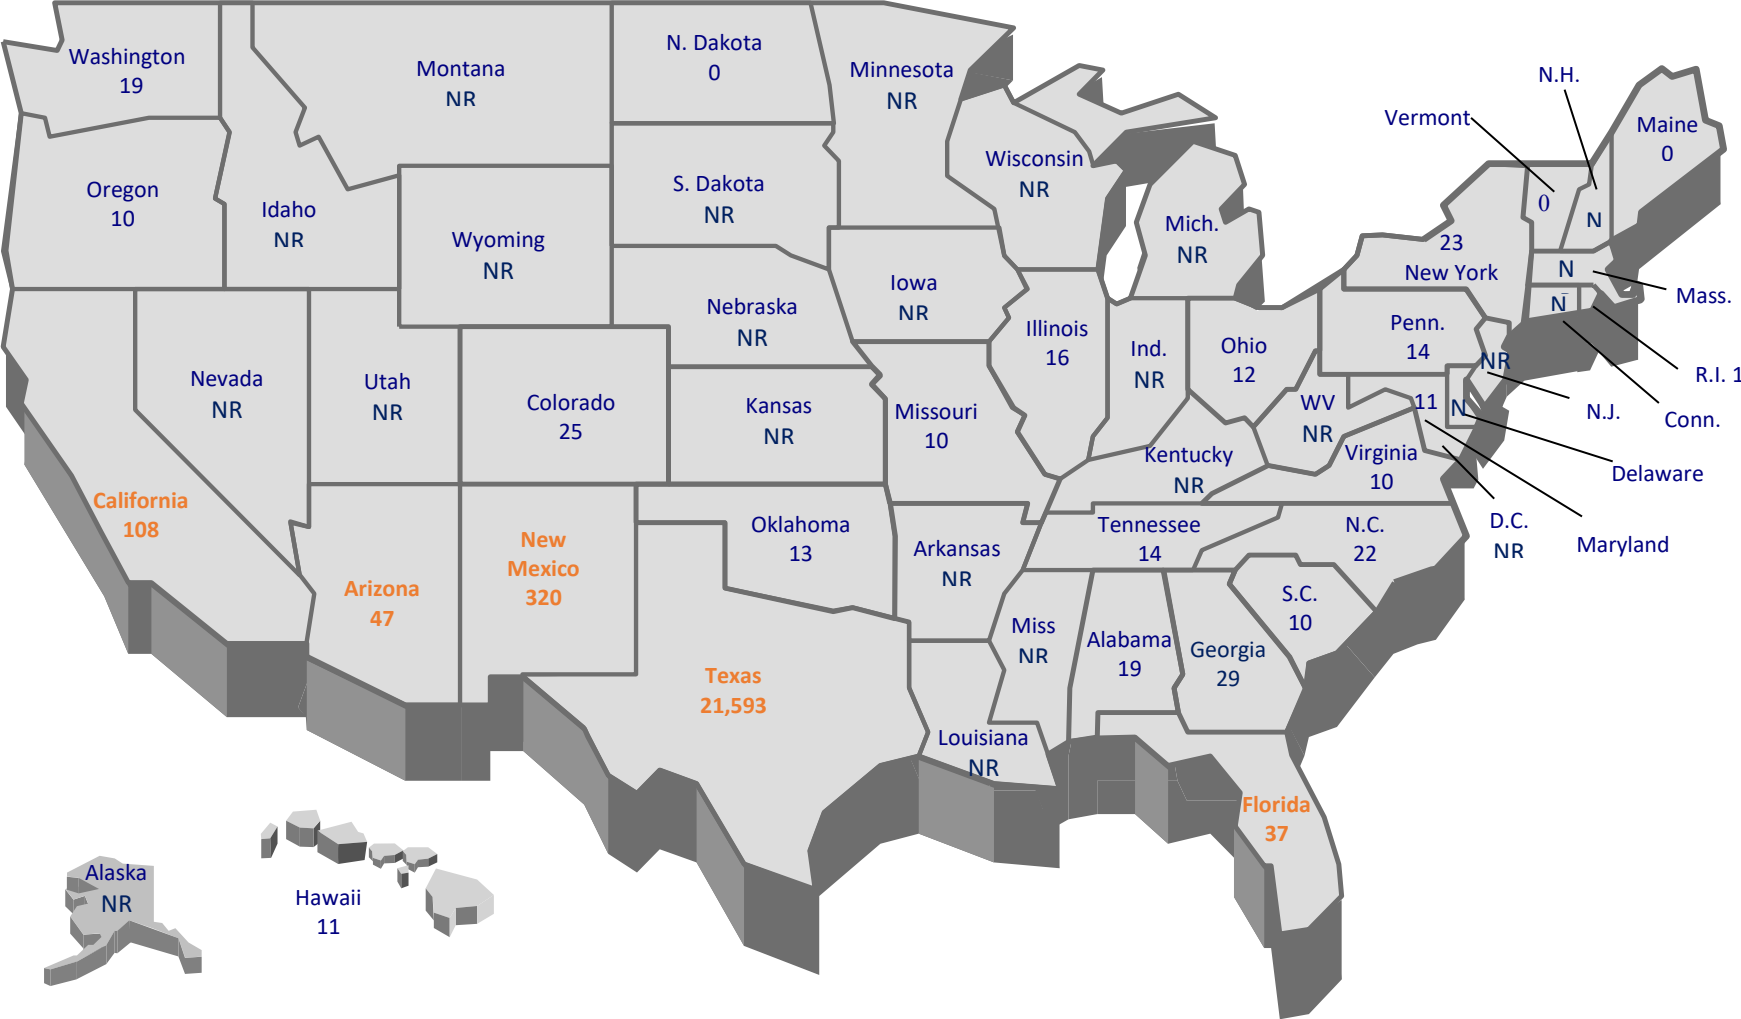 Washington
19
Montana
NR
N. Dakota
0
Minnesota
NR
N.H.
Vermont
Maine
0
Oregon
10
Idaho
NR
Wyoming
NR
S. Dakota
NR
Wisconsin
NR
Mich.
NR
0
N
23
New York
N
Mass.
N
Nebraska
NR
Iowa
NR
Illinois
16
Ind.
NR
Ohio
12
Penn.
14
NR
R.I. 1
N.J.
Conn.
Nevada
NR
Utah
NR
Colorado
25
Kansas
NR
Missouri
10
WV
NR
11
N
Kentucky
NR
Virginia
10
Delaware
California
108
Arizona
47
New
Mexico
320
Oklahoma
13
Arkansas
NR
Tennessee
14
N.C.
22
D.C.
NR
Maryland
S.C.
10
Texas
21,593
Miss
NR
Alabama
19
Georgia
29
Louisiana
NR
Florida
37
Alaska
NR
Hawaii
11